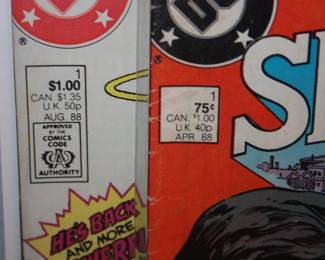 ®
1
$1.00
CAN. $1.35
U.K. 50p
AUG. 88
APPROVED
BY THE
COMICS
CODE
AUTHORITY
HE'S BACK
AND MORE
®
1
75¢
CAN. $1.00
U.K. 40p
APR. 88